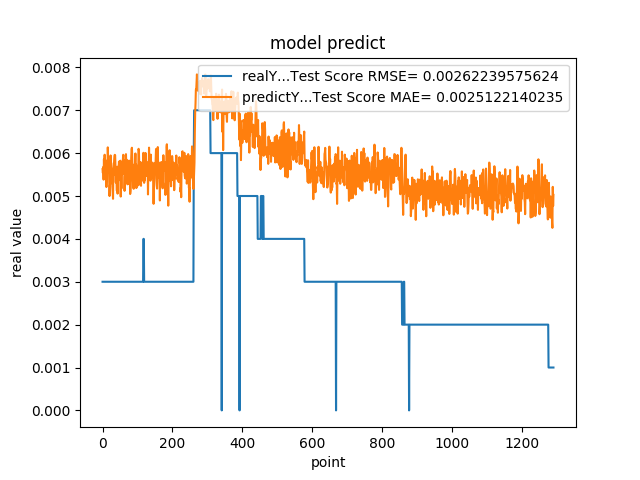 model predict
realY...Test Score RMSE= 0.00262239575624
predictY...Test Score MAE= 0.0025122140235
0.008
0.007
0.006
0.005
0.004
0.003
0.002
0.001
0.000
real value
0 200 400 600 800 1000 1200
point